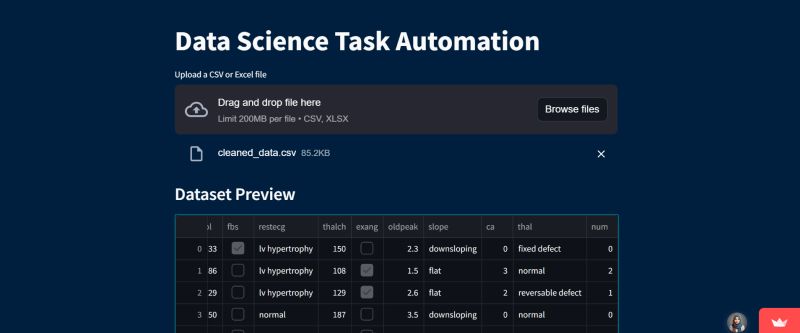 Data Science Task Automation
Upload a CSV or Excel file
Drag and drop file here
Limit 200MB per file • CSV, XLSX
Browse files
cleaned_data.csv 85.2KB
Dataset Preview
fbs restecg thalch exang oldpeak slope ca thal num
0 33 lv hypertrophy 150 2.3 downsloping 0 fixed defect 0
1 86 lv hypertrophy 108 1.5 flat 3 normal 2
2 29 lv hypertrophy 129 2.6 flat 2 reversable defect 1
3 50 normal 187 3.5 downsloping 0 normal 0